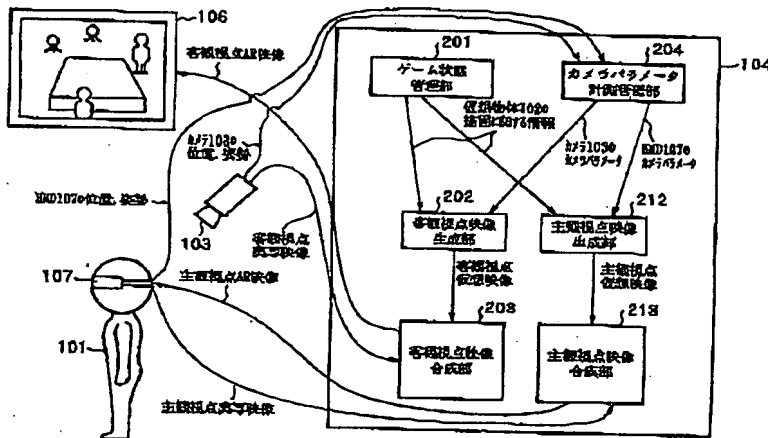 106
客観視点AR映像
201
ゲーム状態
管理部
204
カメラパラメータ
計測管理部
104
仮想物体102の
描画に関する情報
カメラ103の
位置、姿勢
カメラ103の
カメラパラメータ
HMD107の
カメラパラメータ
HMD107の位置、姿勢
103
客観視点
実写映像
202
客観視点映像
生成部
212
主観視点映像
生成部
107
主観視点AR映像
客観視点
仮想映像
主観視点
仮想映像
203
213
101
客観視点映像
合成部
主観視点映像
合成部
主観視点実写映像